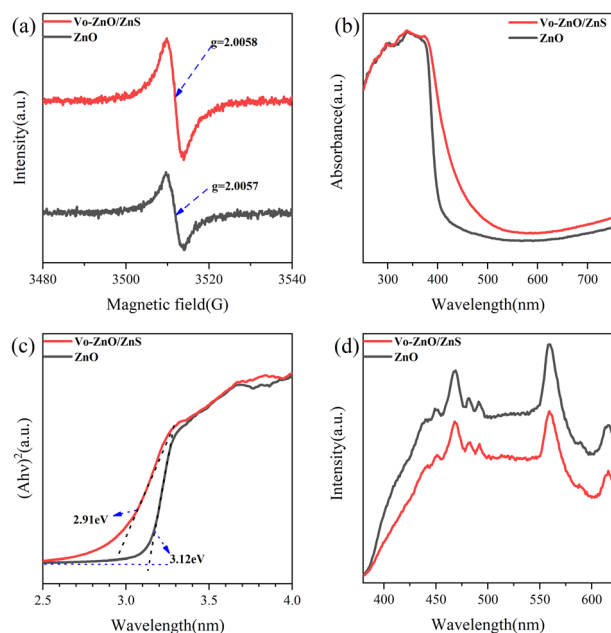 (a)
Vo-ZnO/ZnS
ZnO
g=2.0058
g=2.0057
Intensity(a.u.)
3480
3500
3520
3540
Magnetic field(G)
(b)
Vo-ZnO/ZnS
ZnO
Absorbance(a.u.)
300
400
500
600
700
Wavelength(nm)
(c)
Vo-ZnO/ZnS
ZnO
2.91eV
3.12eV
(Ahv)²(a.u.)
2.5
3.0
3.5
4.0
Wavelength(nm)
(d)
Vo-ZnO/ZnS
ZnO
Intensity(a.u.)
400
450
500
550
600
Wavelength(nm)